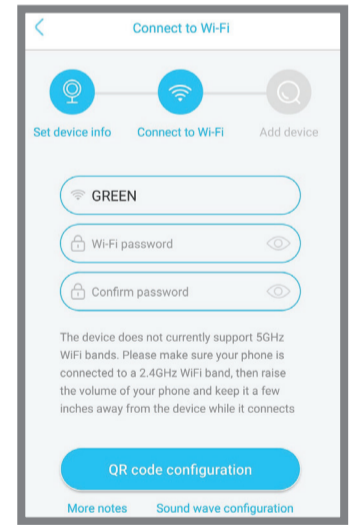 Connect to Wi-Fi
Set device info Connect to Wi-Fi Add device
GREEN
Wi-Fi password
Confirm password
The device does not currently support 5GHz
WiFi bands. Please make sure your phone is
connected to a 2.4GHz WiFi band, then raise
the volume of your phone and keep it a few
inches away from the device while it connects
QR code configuration
More notes Sound wave configuration